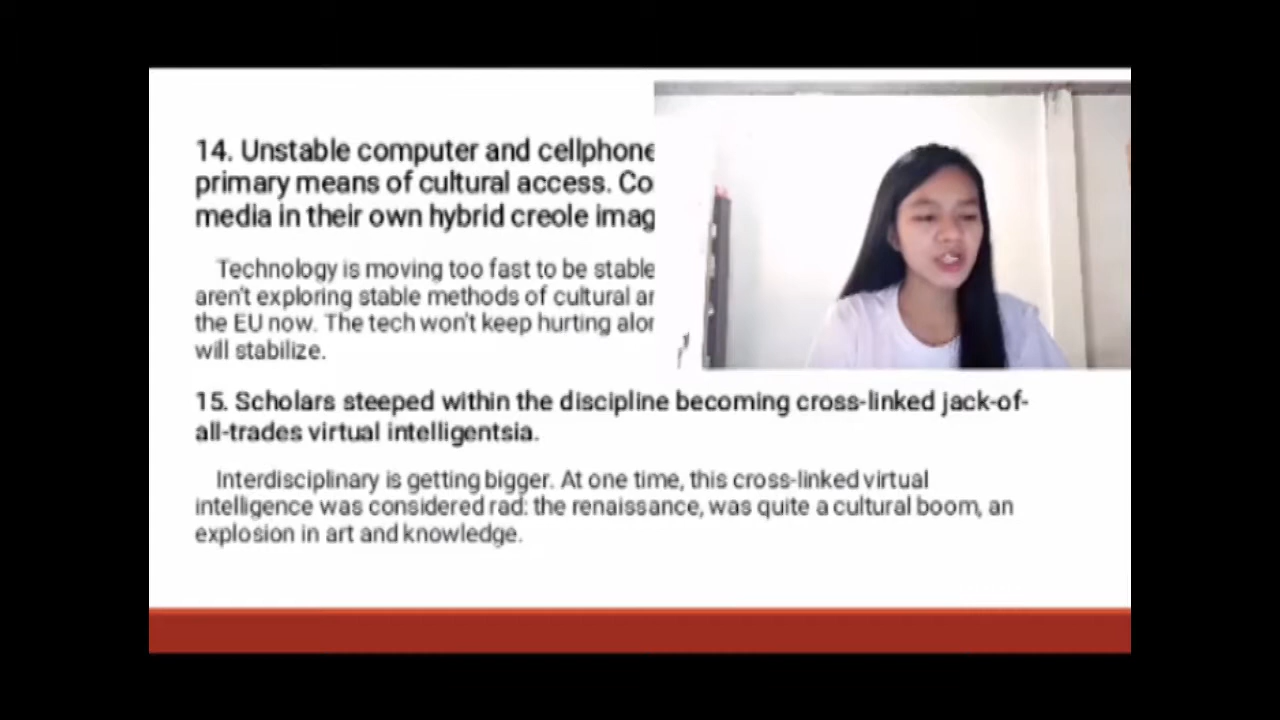 14. Unstable computer and cellphone
primary means of cultural access. Co
media in their own hybrid creole imag
Technology is moving too fast to be stable
aren't exploring stable methods of cultural ar
the EU now. The tech won't keep hurting alor
will stabilize.
15. Scholars steeped within the discipline becoming cross-linked jack-of-
all-trades virtual intelligentsia.
Interdisciplinary is getting bigger. At one time, this cross-linked virtual
intelligence was considered rad: the renaissance, was quite a cultural boom, an
explosion in art and knowledge.